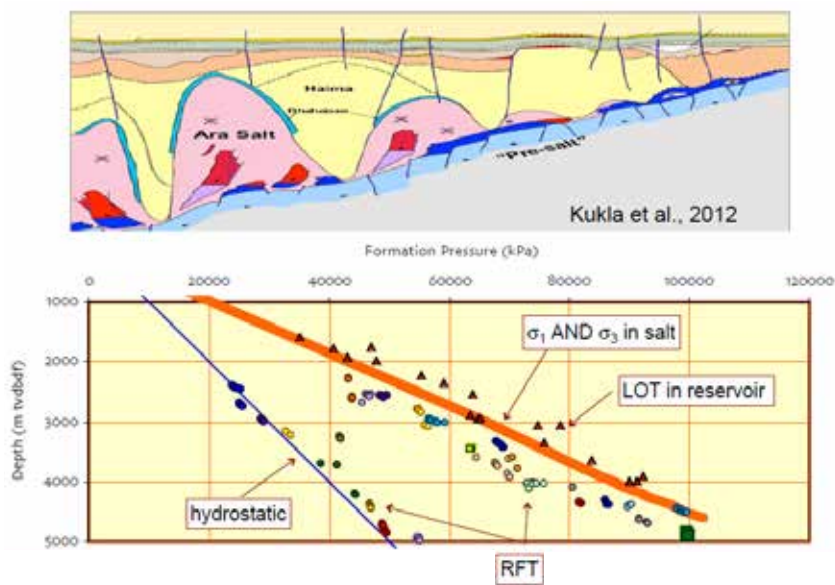 Haima
Ghudun
Ara Salt
"Pre-salt"
Kukla et al., 2012
Formation Pressure (kPa)
0 20000 40000 60000 80000 100000 120000
1000
σ1 AND σ3 in salt
2000
LOT in reservoir
Depth (m tvdbdf)
3000
4000
hydrostatic
5000
RFT